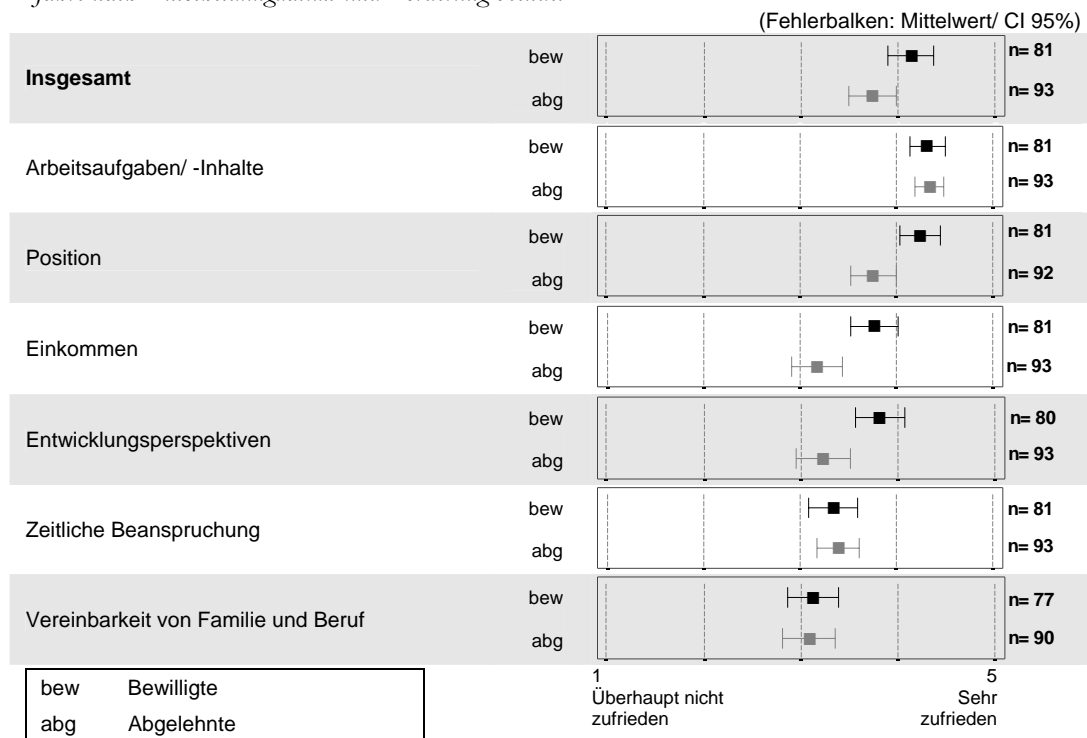 (Fehlerbalken: Mittelwert/ CI 95%)
Insgesamt
bew n= 81
abg n= 93
Arbeitsaufgaben/ -Inhalte
bew n= 81
abg n= 93
Position
bew n= 81
abg n= 92
Einkommen
bew n= 81
abg n= 93
Entwicklungsperspektiven
bew n= 80
abg n= 93
Zeitliche Beanspruchung
bew n= 81
abg n= 93
Vereinbarkeit von Familie und Beruf
bew n= 77
abg n= 90
1 5
Überhaupt nicht Sehr
zufrieden zufrieden
bew Bewilligte
abg Abgelehnte